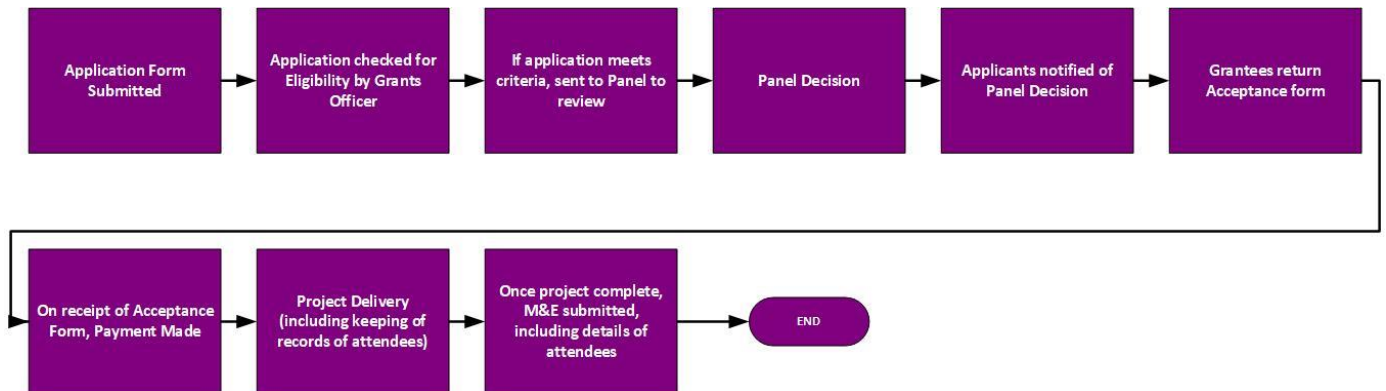 Application Form
Submitted
Application checked for
Eligibility by Grants
Officer
If application meets
criteria, sent to Panel to
review
Panel Decision
Applicants notified of
Panel Decision
Grantees return
Acceptance form
On receipt of Acceptance
Form, Payment Made
Project Delivery
(including keeping of
records of attendees)
Once project complete,
M&E submitted,
including details of
attendees
END